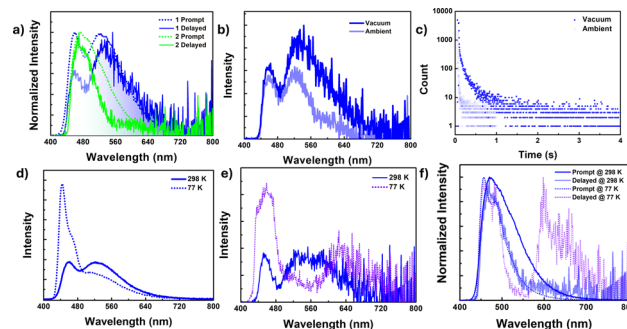 a)
Normalized Intensity
1 Prompt
1 Delayed
2 Prompt
2 Delayed
400 480 560 640 720 800
Wavelength (nm)
b)
Intensity
Vacuum
Ambient
400 480 560 640 720 800
Wavelength (nm)
c)
Count
10000
1000
100
10
1
Vacuum
Ambient
0 1 2 3 4
Time (s)
d)
Intensity
298 K
77 K
400 480 560 640 720 800
Wavelength (nm)
e)
Intensity
298 K
77 K
400 480 560 640 720 800
Wavelength (nm)
f)
Normalized Intensity
Prompt @ 298 K
Delayed @ 298 K
Prompt @ 77 K
Delayed @ 77 K
400 500 600 700 800
Wavelength (nm)